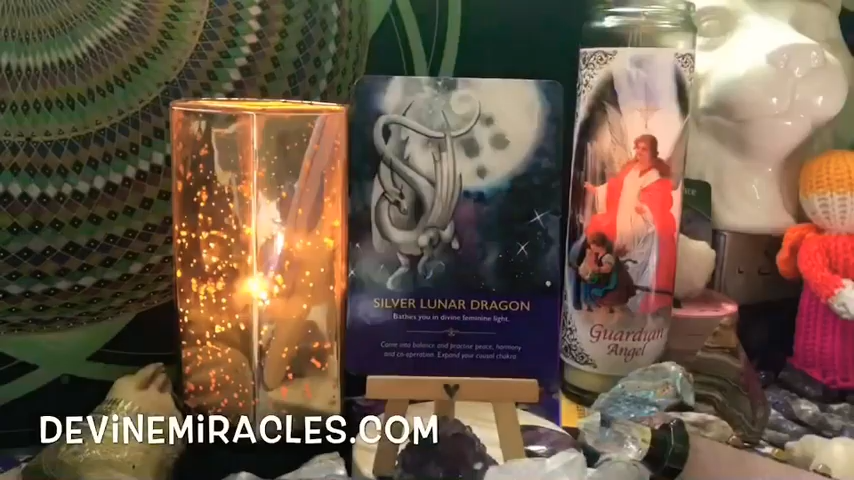 SILVER LUNAR DRAGON
Bathes you in divine feminine light.
Come into balance and practise peace, harmony
and co-operation. Expand your causal chakra.
Guardian
Angel
DEViNEMiRACLES.COM